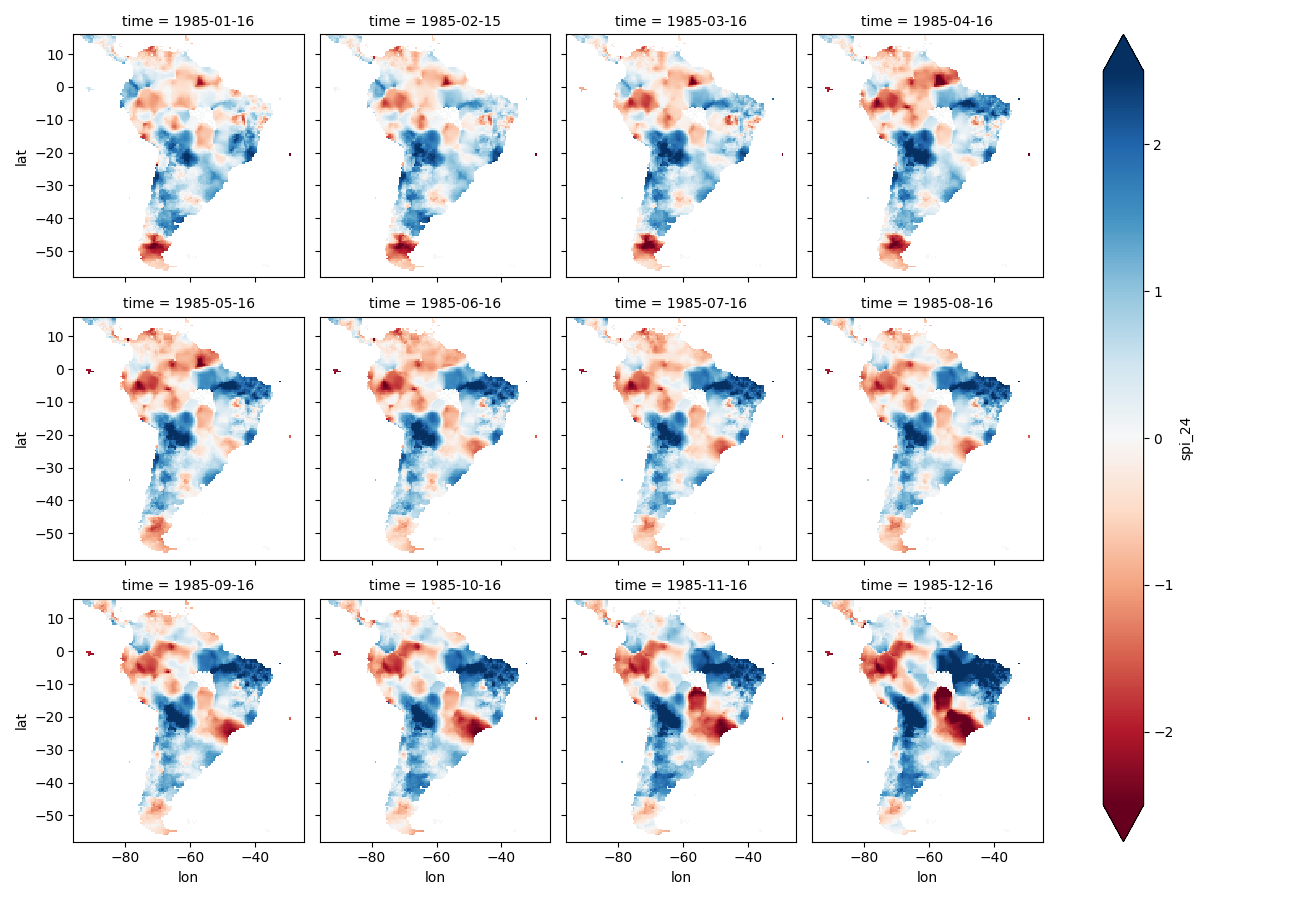 time = 1985-01-16
time = 1985-02-15
time = 1985-03-16
time = 1985-04-16
lat
10
0
−10
−20
−30
−40
−50
time = 1985-05-16
time = 1985-06-16
time = 1985-07-16
time = 1985-08-16
lat
10
0
−10
−20
−30
−40
−50
time = 1985-09-16
time = 1985-10-16
time = 1985-11-16
time = 1985-12-16
lat
10
0
−10
−20
−30
−40
−50
−80 −60 −40
lon
−80 −60 −40
lon
−80 −60 −40
lon
−80 −60 −40
lon
2
1
0
−1
−2
spi_24